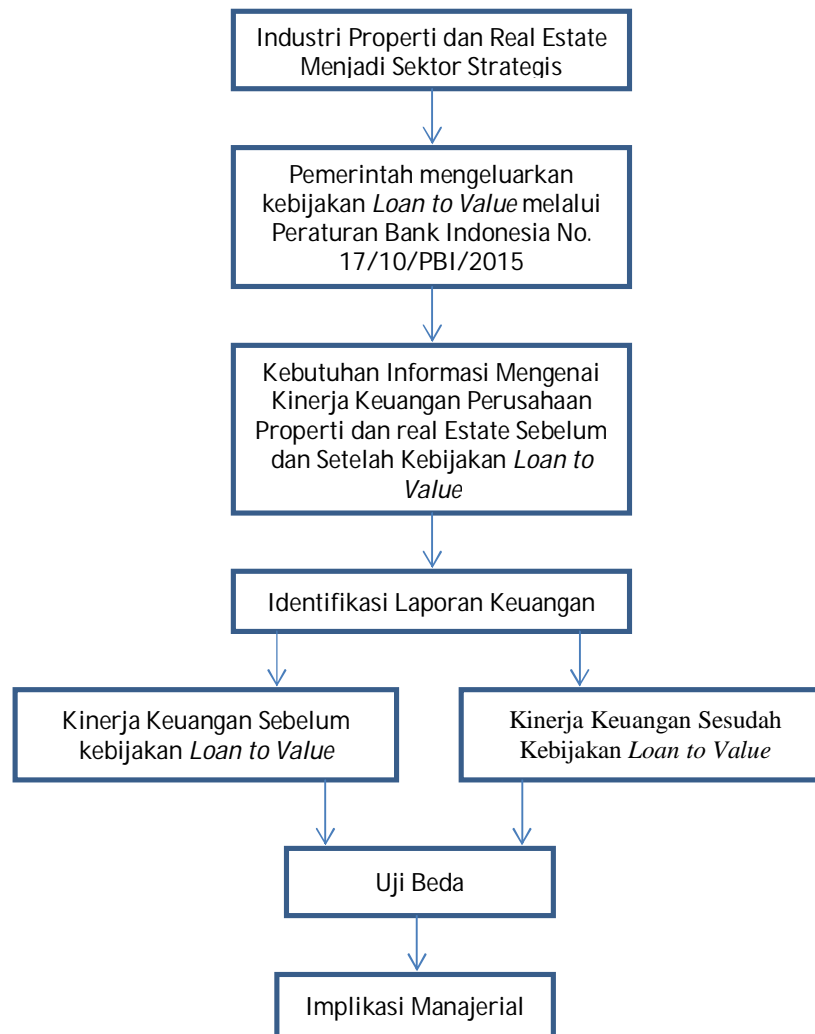 Industri Properti dan Real Estate
Menjadi Sektor Strategis
Pemerintah mengeluarkan
kebijakan Loan to Value melalui
Peraturan Bank Indonesia No.
17/10/PBI/2015
Kebutuhan Informasi Mengenai
Kinerja Keuangan Perusahaan
Properti dan real Estate Sebelum
dan Setelah Kebijakan Loan to
Value
Identifikasi Laporan Keuangan
Kinerja Keuangan Sebelum
kebijakan Loan to Value
Kinerja Keuangan Sesudah
Kebijakan Loan to Value
Uji Beda
Implikasi Manajerial